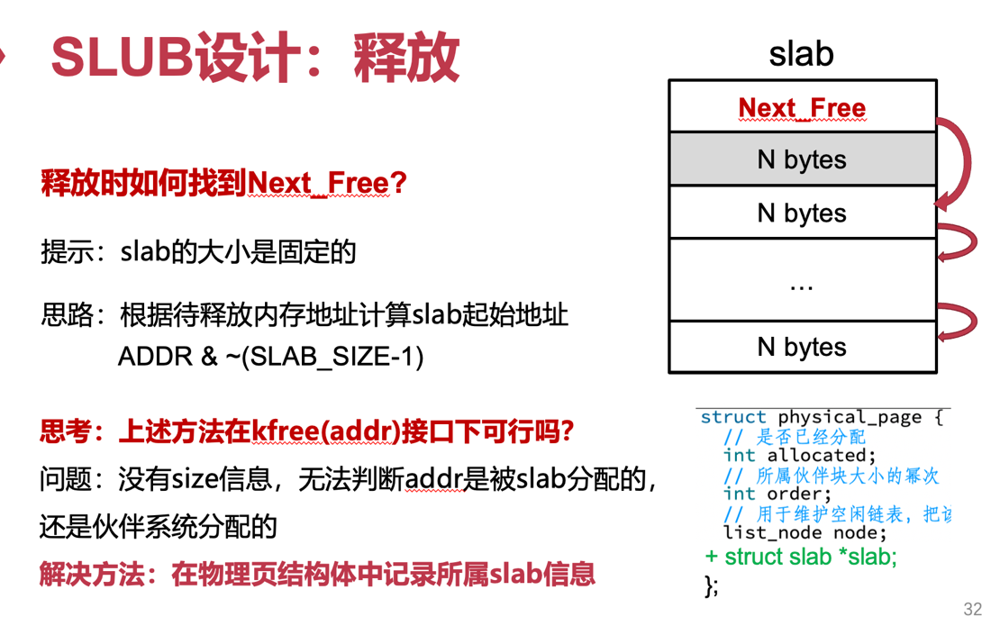 SLUB设计：释放
释放时如何找到Next_Free？
提示：slab的大小是固定的
思路：根据待释放内存地址计算slab起始地址
ADDR & ~(SLAB_SIZE-1)
思考：上述方法在kfree(addr)接口下可行吗？
问题：没有size信息，无法判断addr是被slab分配的，
还是伙伴系统分配的
解决方法：在物理页结构体中记录所属slab信息
slab
Next_Free
N bytes
N bytes
…
N bytes
struct physical_page {
// 是否已经分配
int allocated;
// 所属伙伴块大小的幂次
int order;
// 用于维护空闲链表，把
list_node node;
+ struct slab *slab;
};
32